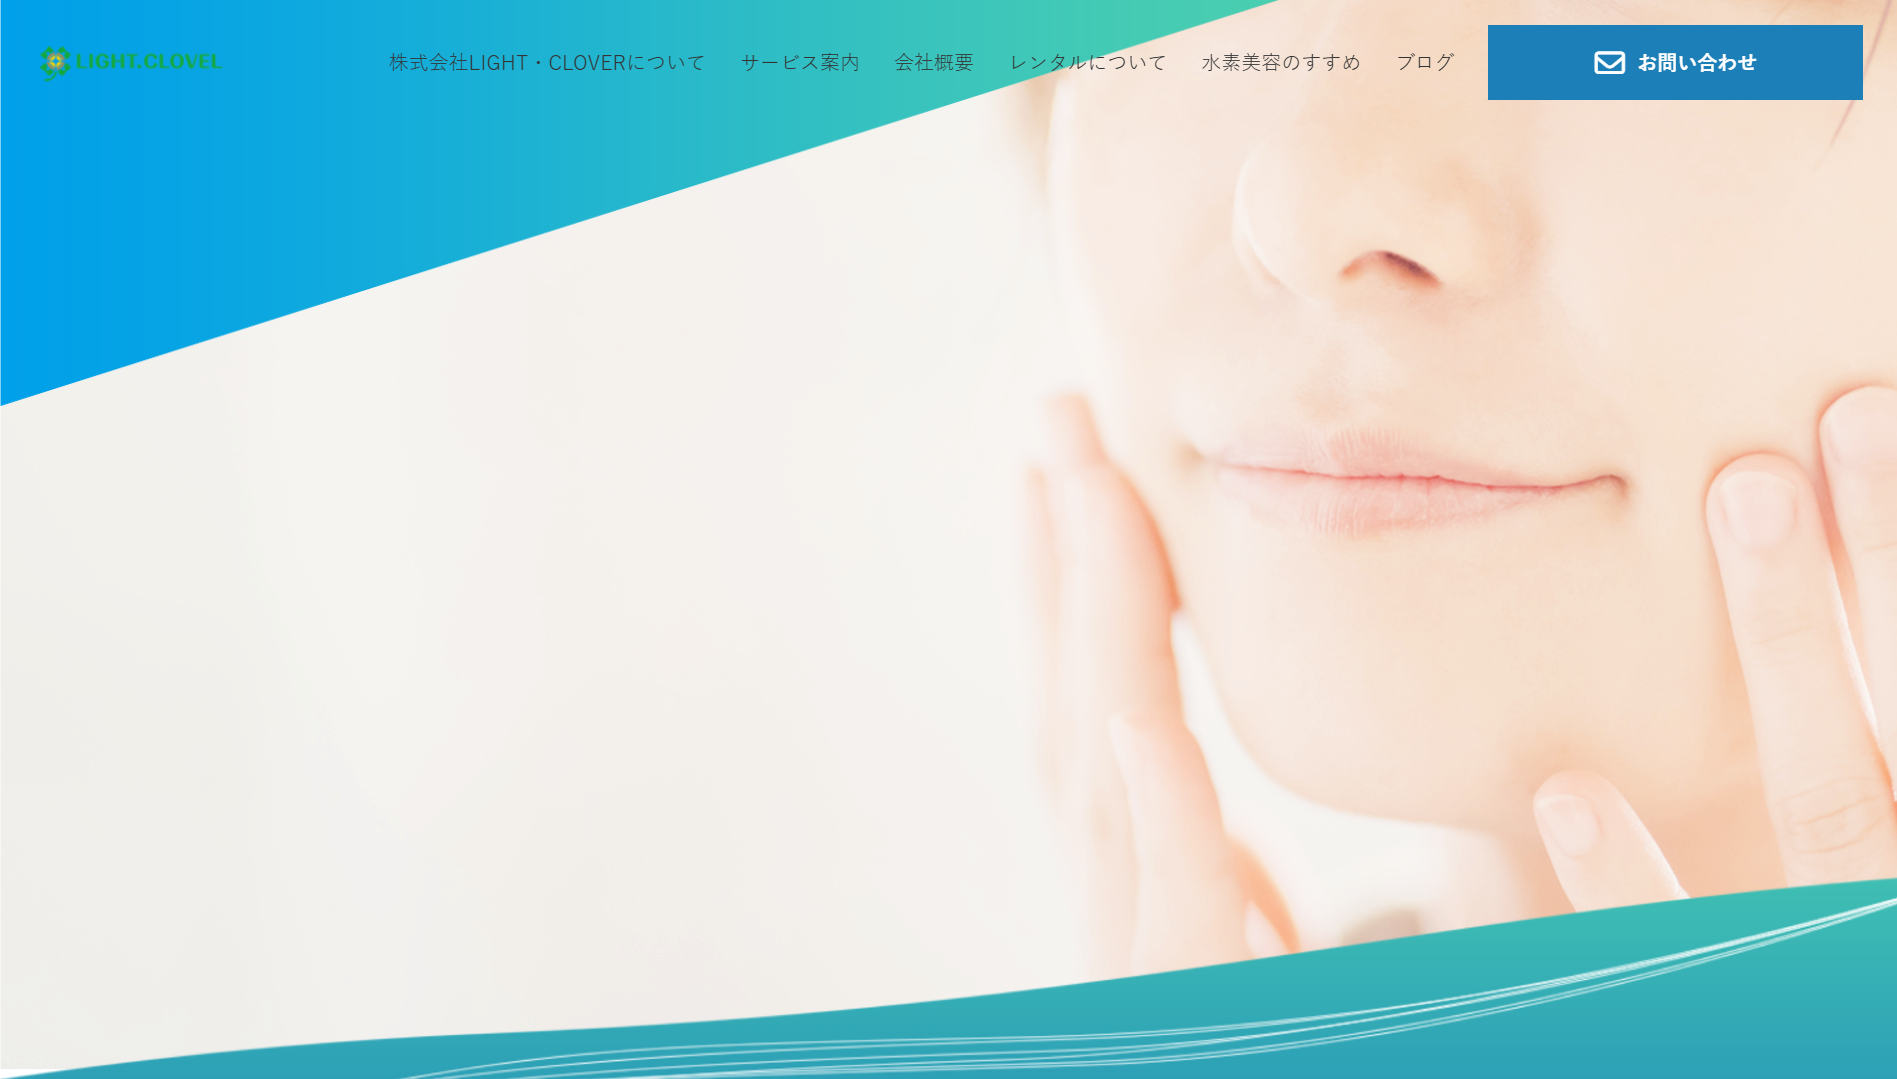 LIGHT.CLOVEL
株式会社LIGHT・CLOVERについて
サービス案内
会社概要
レンタルについて
水素美容のすすめ
ブログ
お問い合わせ